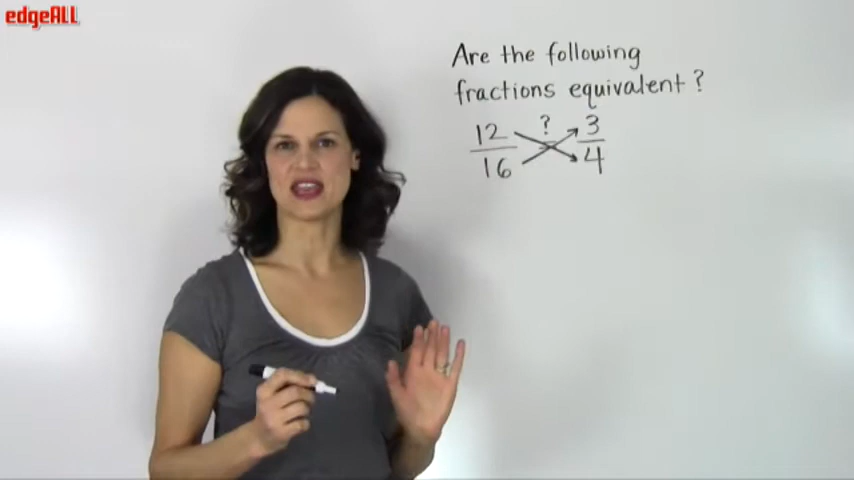 edgeALL
Are the following
fractions equivalent ?
12 ? 3
16 = 4